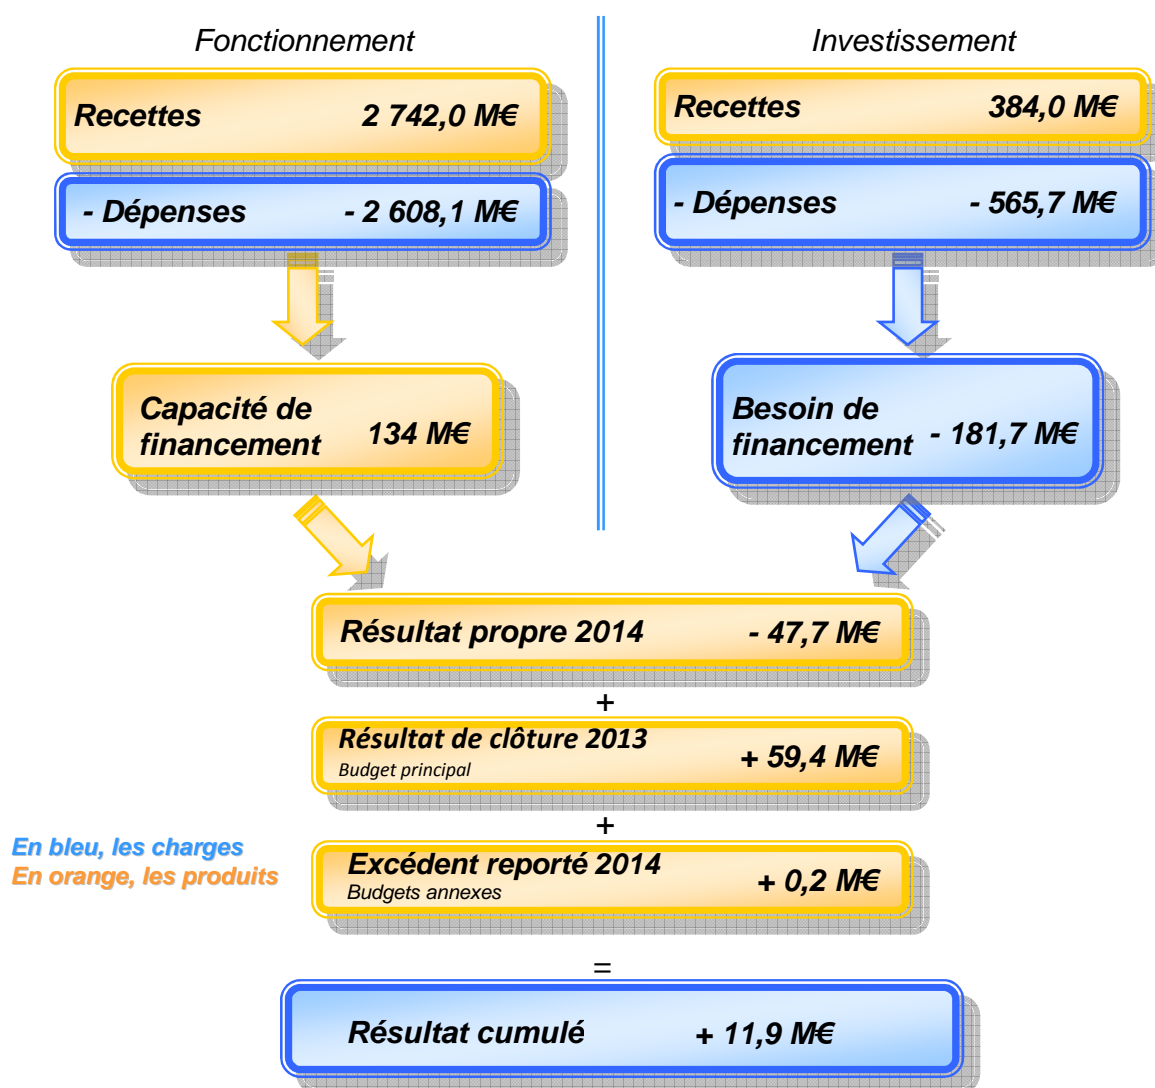 Fonctionnement
Recettes 2 742,0 M€
- Dépenses - 2 608,1 M€
Capacité de
financement 134 M€
Investissement
Recettes 384,0 M€
- Dépenses - 565,7 M€
Besoin de
financement - 181,7 M€
Résultat propre 2014 - 47,7 M€
+
Résultat de clôture 2013
Budget principal
+ 59,4 M€
+
Excédent reporté 2014
Budgets annexes
+ 0,2 M€
En bleu, les charges
En orange, les produits
=
Résultat cumulé + 11,9 M€